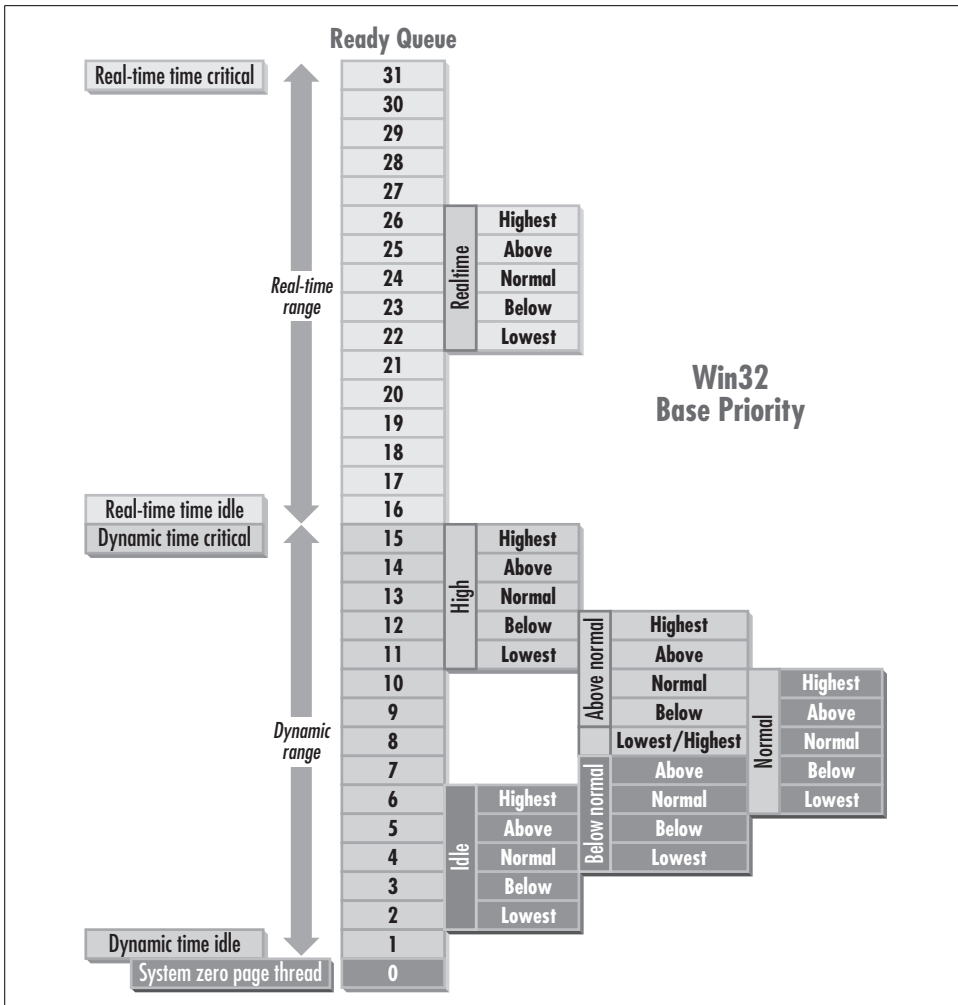 Ready Queue
Real-time time critical
31
30
29
28
27
26 Highest
25 Above
24 Normal
23 Below
22 Lowest
Realtime
Real-time
range
21
20
19
18
17
Win32
Base Priority
Real-time time idle
16
Dynamic time critical
15 Highest
14 Above
13 Normal
12 Below Highest
11 Lowest Above
High
10 Normal Highest
9 Below Above
Above normal
8 Lowest/Highest Normal
7 Above Below
Normal
Dynamic
range
6 Highest Normal Lowest
5 Above Below
4 Normal Lowest
Below normal
3 Below
2 Lowest
Idle
Dynamic time idle
1
System zero page thread
0